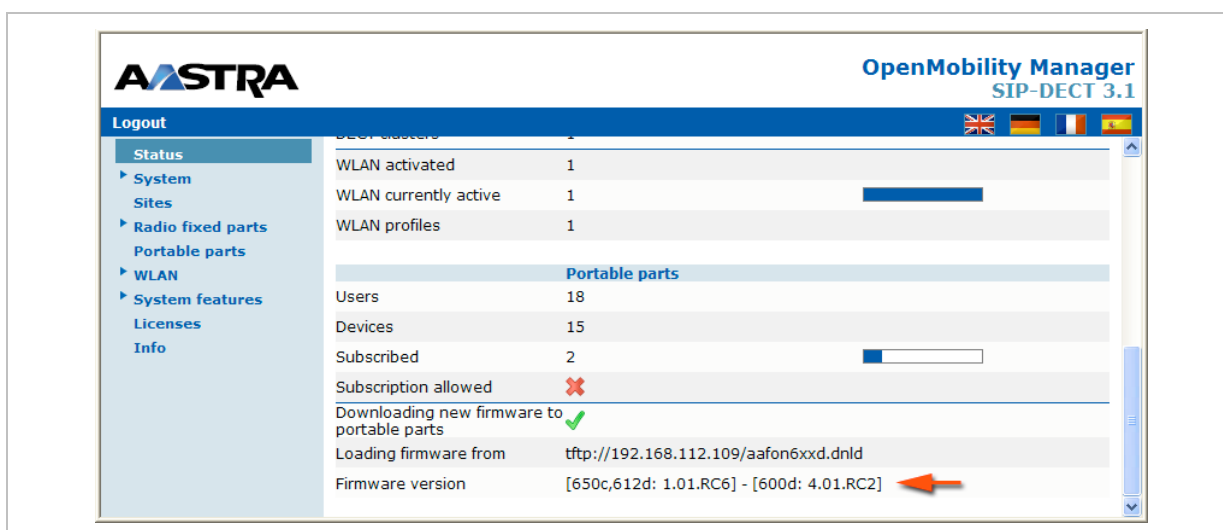 AASTRA
OpenMobility Manager
SIP-DECT 3.1
Logout
Status
System
Sites
Radio fixed parts
Portable parts
WLAN
System features
Licenses
Info
DECT clusters 1
WLAN activated 1
WLAN currently active 1
WLAN profiles 1
Portable parts
Users 18
Devices 15
Subscribed 2
Subscription allowed
Downloading new firmware to
portable parts
Loading firmware from tftp://192.168.112.109/aafon6xxd.dnld
Firmware version [650c,612d: 1.01.RC6] - [600d: 4.01.RC2]